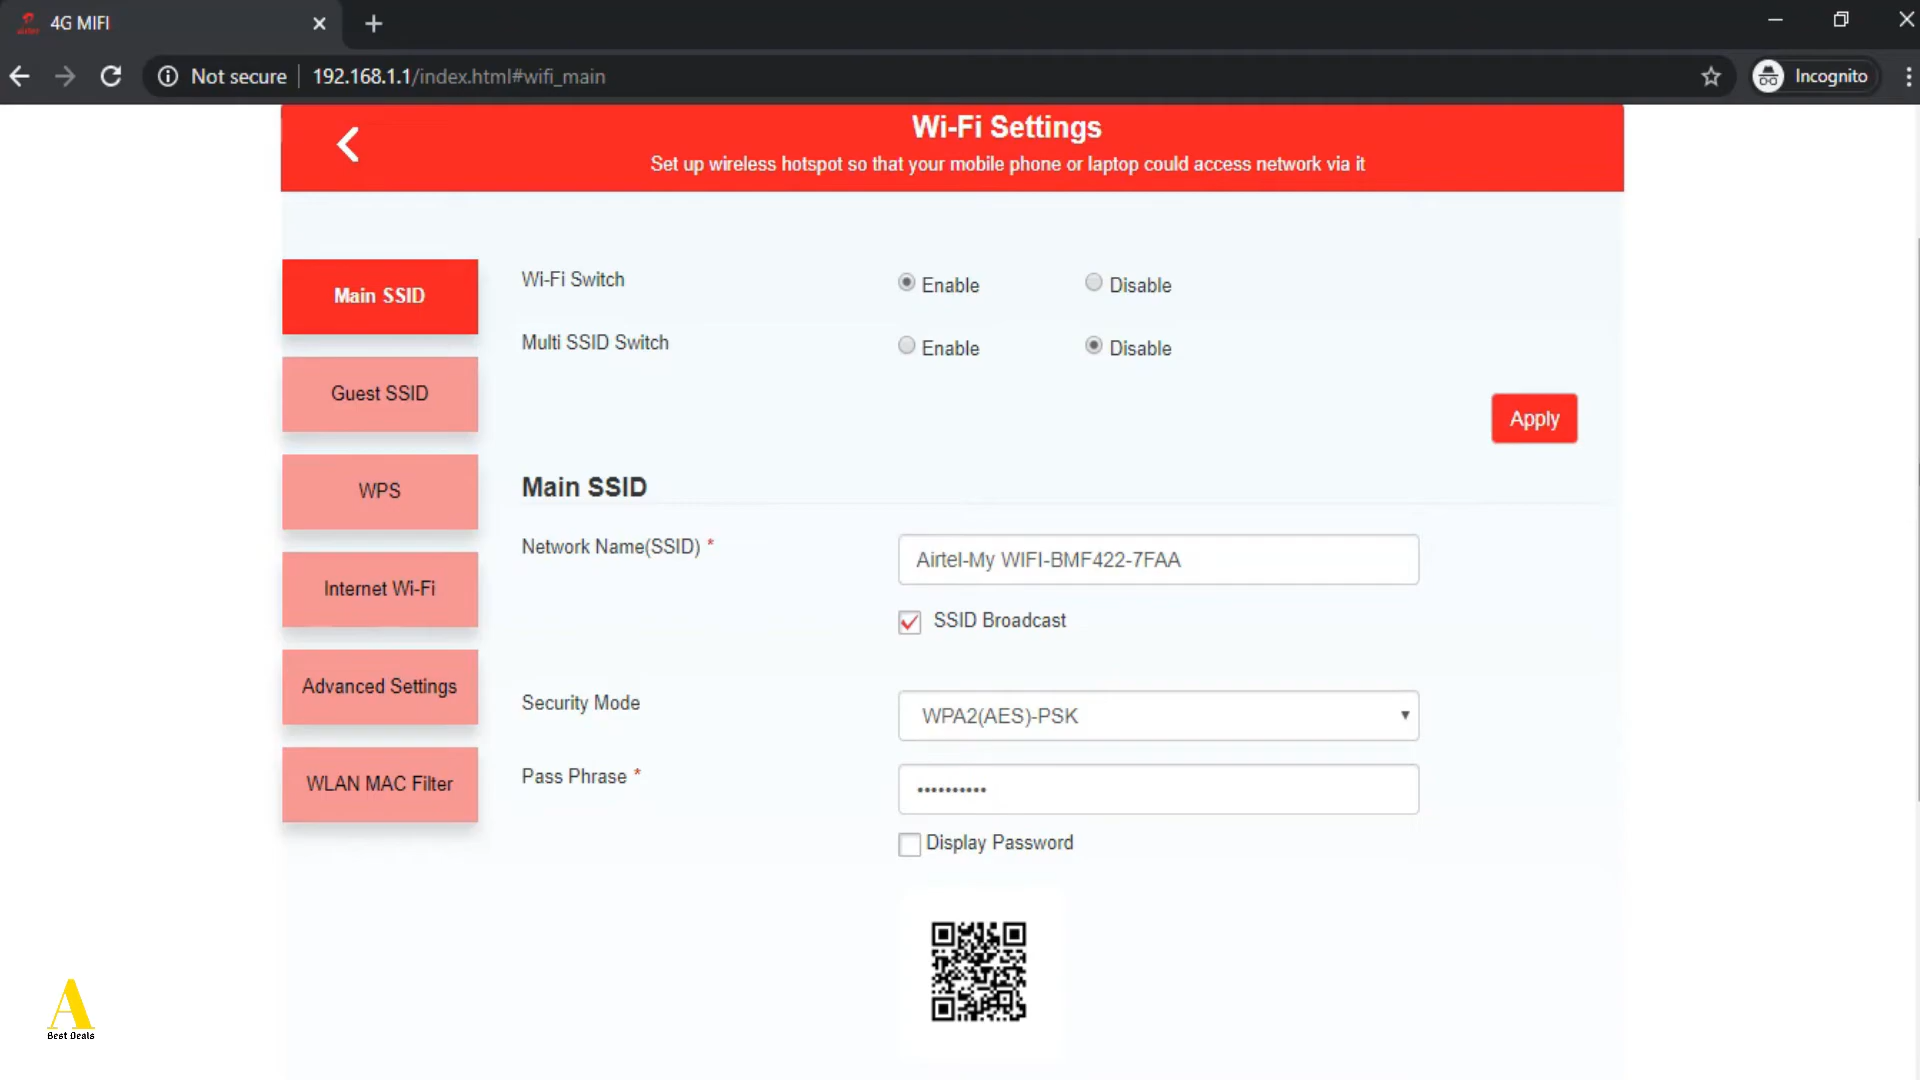 4G MIFI
Not secure
192.168.1.1/index.html#wifi_main
Incognito
Wi-Fi Settings
Set up wireless hotspot so that your mobile phone or laptop could access network via it
Main SSID
Guest SSID
WPS
Internet Wi-Fi
Advanced Settings
WLAN MAC Filter
Wi-Fi Switch
Enable
Disable
Multi SSID Switch
Enable
Disable
Apply
Main SSID
Network Name(SSID) *
Airtel-My WIFI-BMF422-7FAA
SSID Broadcast
Security Mode
WPA2(AES)-PSK
Pass Phrase *
••••••••••
Display Password
A
Best Deals